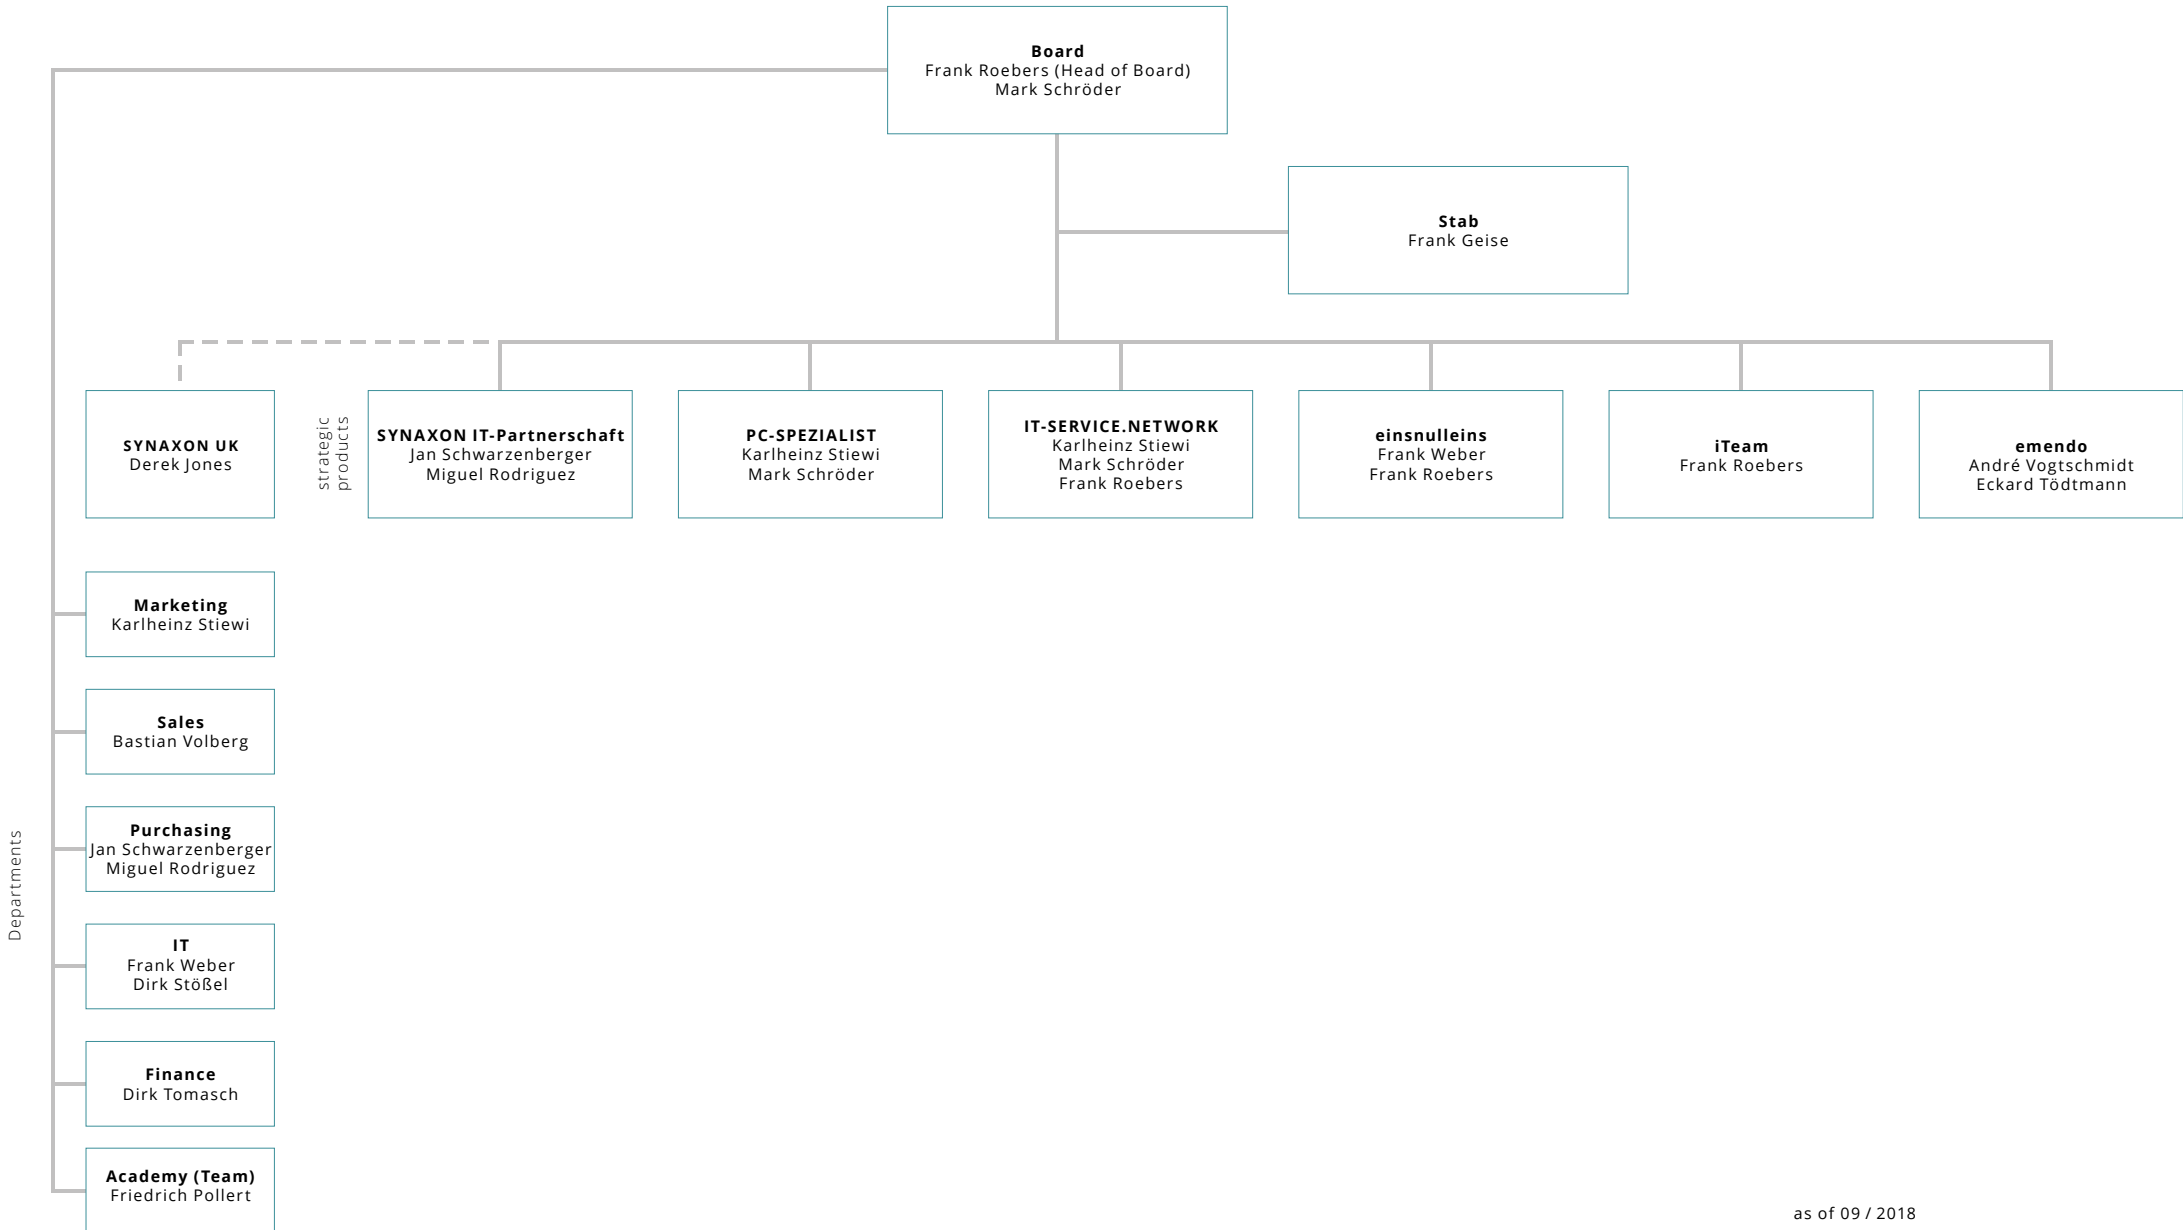 Board
Frank Roebers (Head of Board)
Mark Schröder
Stab
Frank Geise
SYNAXON UK
Derek Jones
strategic
products
SYNAXON IT-Partnerschaft
Jan Schwarzenberger
Miguel Rodriguez
PC-SPEZIALIST
Karlheinz Stiewi
Mark Schröder
IT-SERVICE.NETWORK
Karlheinz Stiewi
Mark Schröder
Frank Roebers
einsnulleins
Frank Weber
Frank Roebers
iTeam
Frank Roebers
emendo
André Vogtschmidt
Eckard Tödtmann
Departments
Marketing
Karlheinz Stiewi
Sales
Bastian Volberg
Purchasing
Jan Schwarzenberger
Miguel Rodriguez
IT
Frank Weber
Dirk Stößel
Finance
Dirk Tomasch
Academy (Team)
Friedrich Pollert
as of 09 / 2018